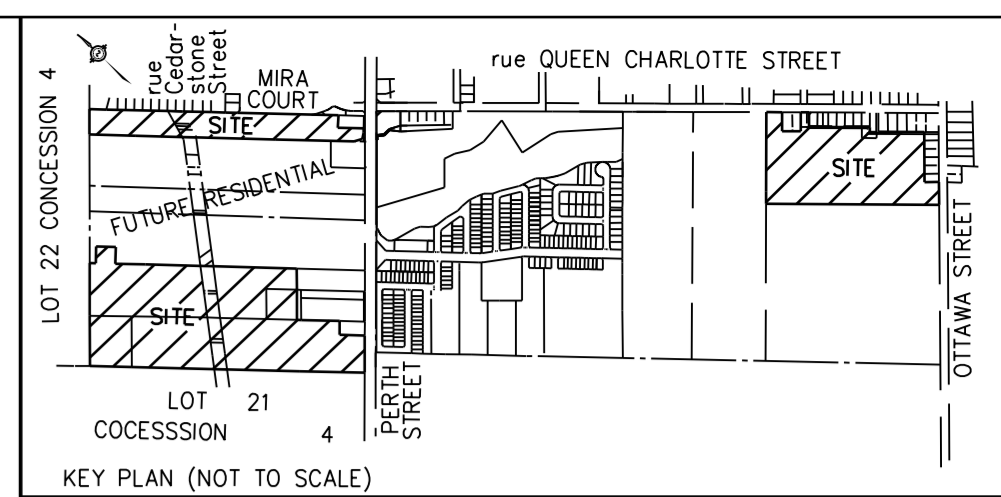 rue QUEEN CHARLOTTE STREET
rue
Cedar-
stone
Street
MIRA
COURT
SITE
LOT 22 CONCESSION 4
FUTURE RESIDENTIAL
SITE
SITE
OTTAWA STREET
PERTH
STREET
LOT 21
COCESSSION 4
KEY PLAN (NOT TO SCALE)